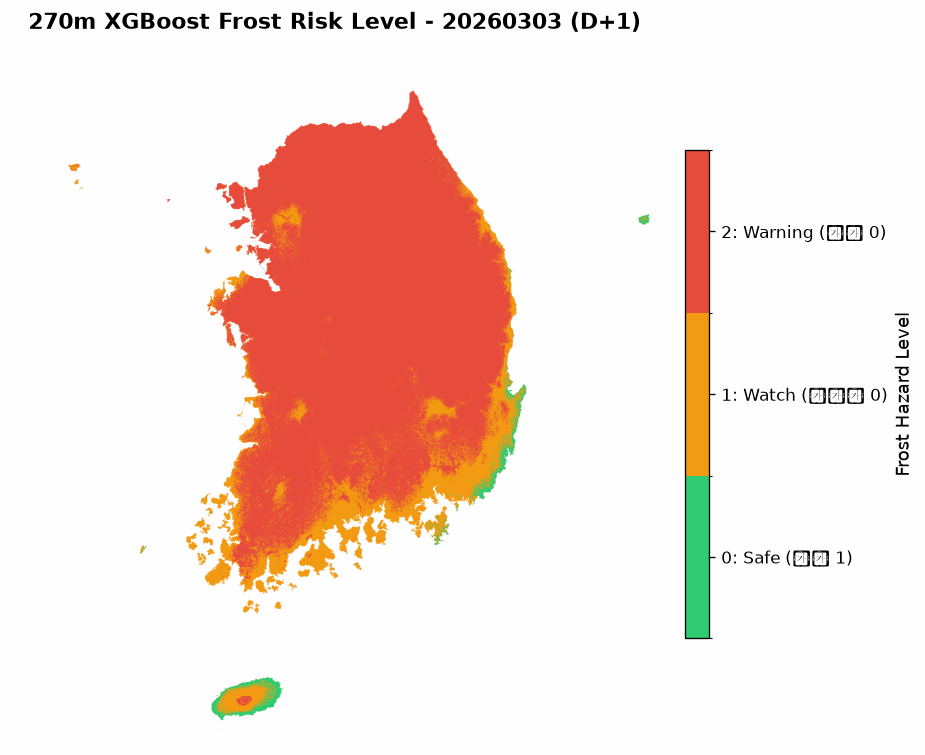 270m XGBoost Frost Risk Level - 20260303 (D+1)
2: Warning (□□ 0)
1: Watch (□□□ 0)
0: Safe (□□ 1)
Frost Hazard Level